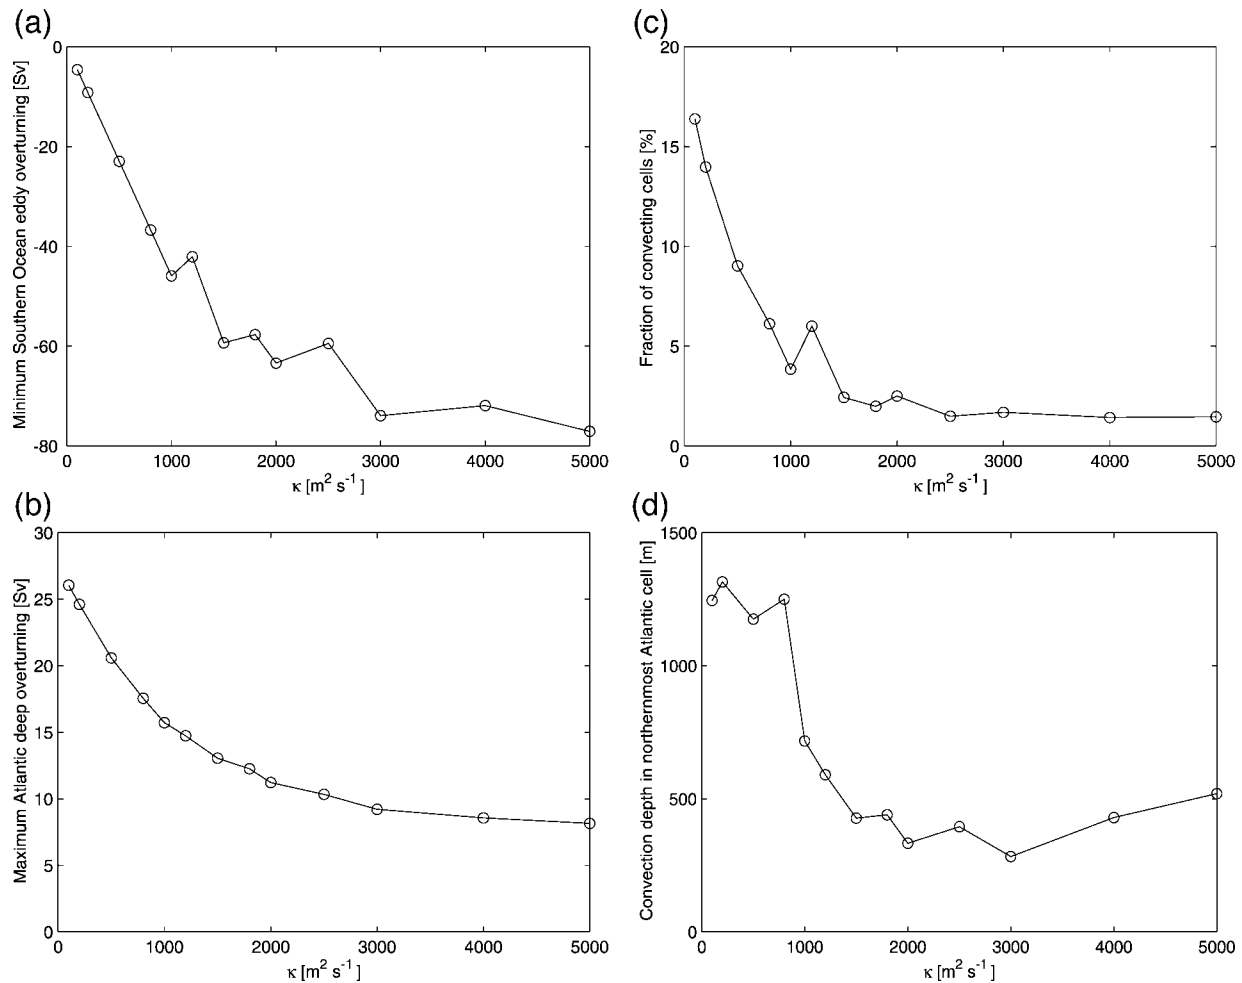 (a)
Minimum Southern Ocean eddy overturning [Sv]
0
-20
-40
-60
-80
0 1000 2000 3000 4000 5000
κ [m² s⁻¹]
(c)
Fraction of convecting cells [%]
20
15
10
5
0
0 1000 2000 3000 4000 5000
κ [m² s⁻¹]
(b)
Maximum Atlantic deep overturning [Sv]
30
25
20
15
10
5
0
0 1000 2000 3000 4000 5000
κ [m² s⁻¹]
(d)
Convection depth in northernmost Atlantic cell [m]
1500
1000
500
0
0 1000 2000 3000 4000 5000
κ [m² s⁻¹]